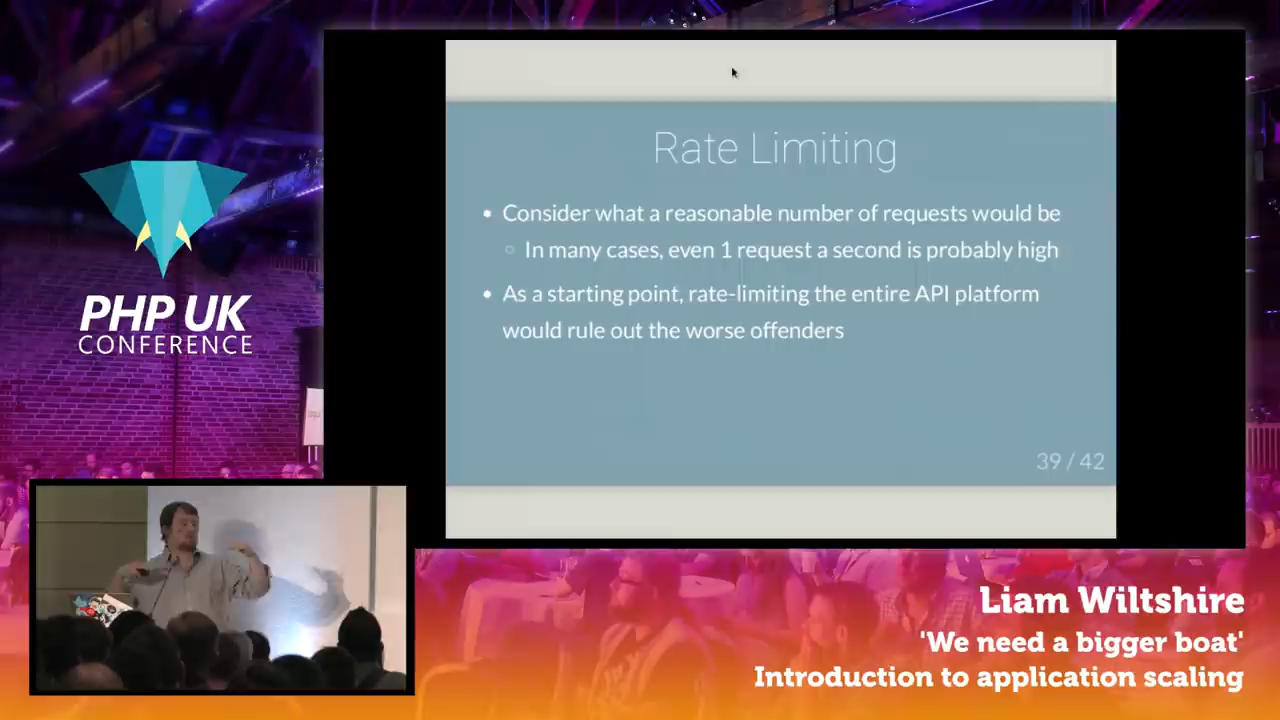 Rate Limiting
• Consider what a reasonable number of requests would be
○ In many cases, even 1 request a second is probably high
• As a starting point, rate-limiting the entire API platform
would rule out the worse offenders
39 / 42
PHP UK
CONFERENCE
Liam Wiltshire
'We need a bigger boat'
Introduction to application scaling